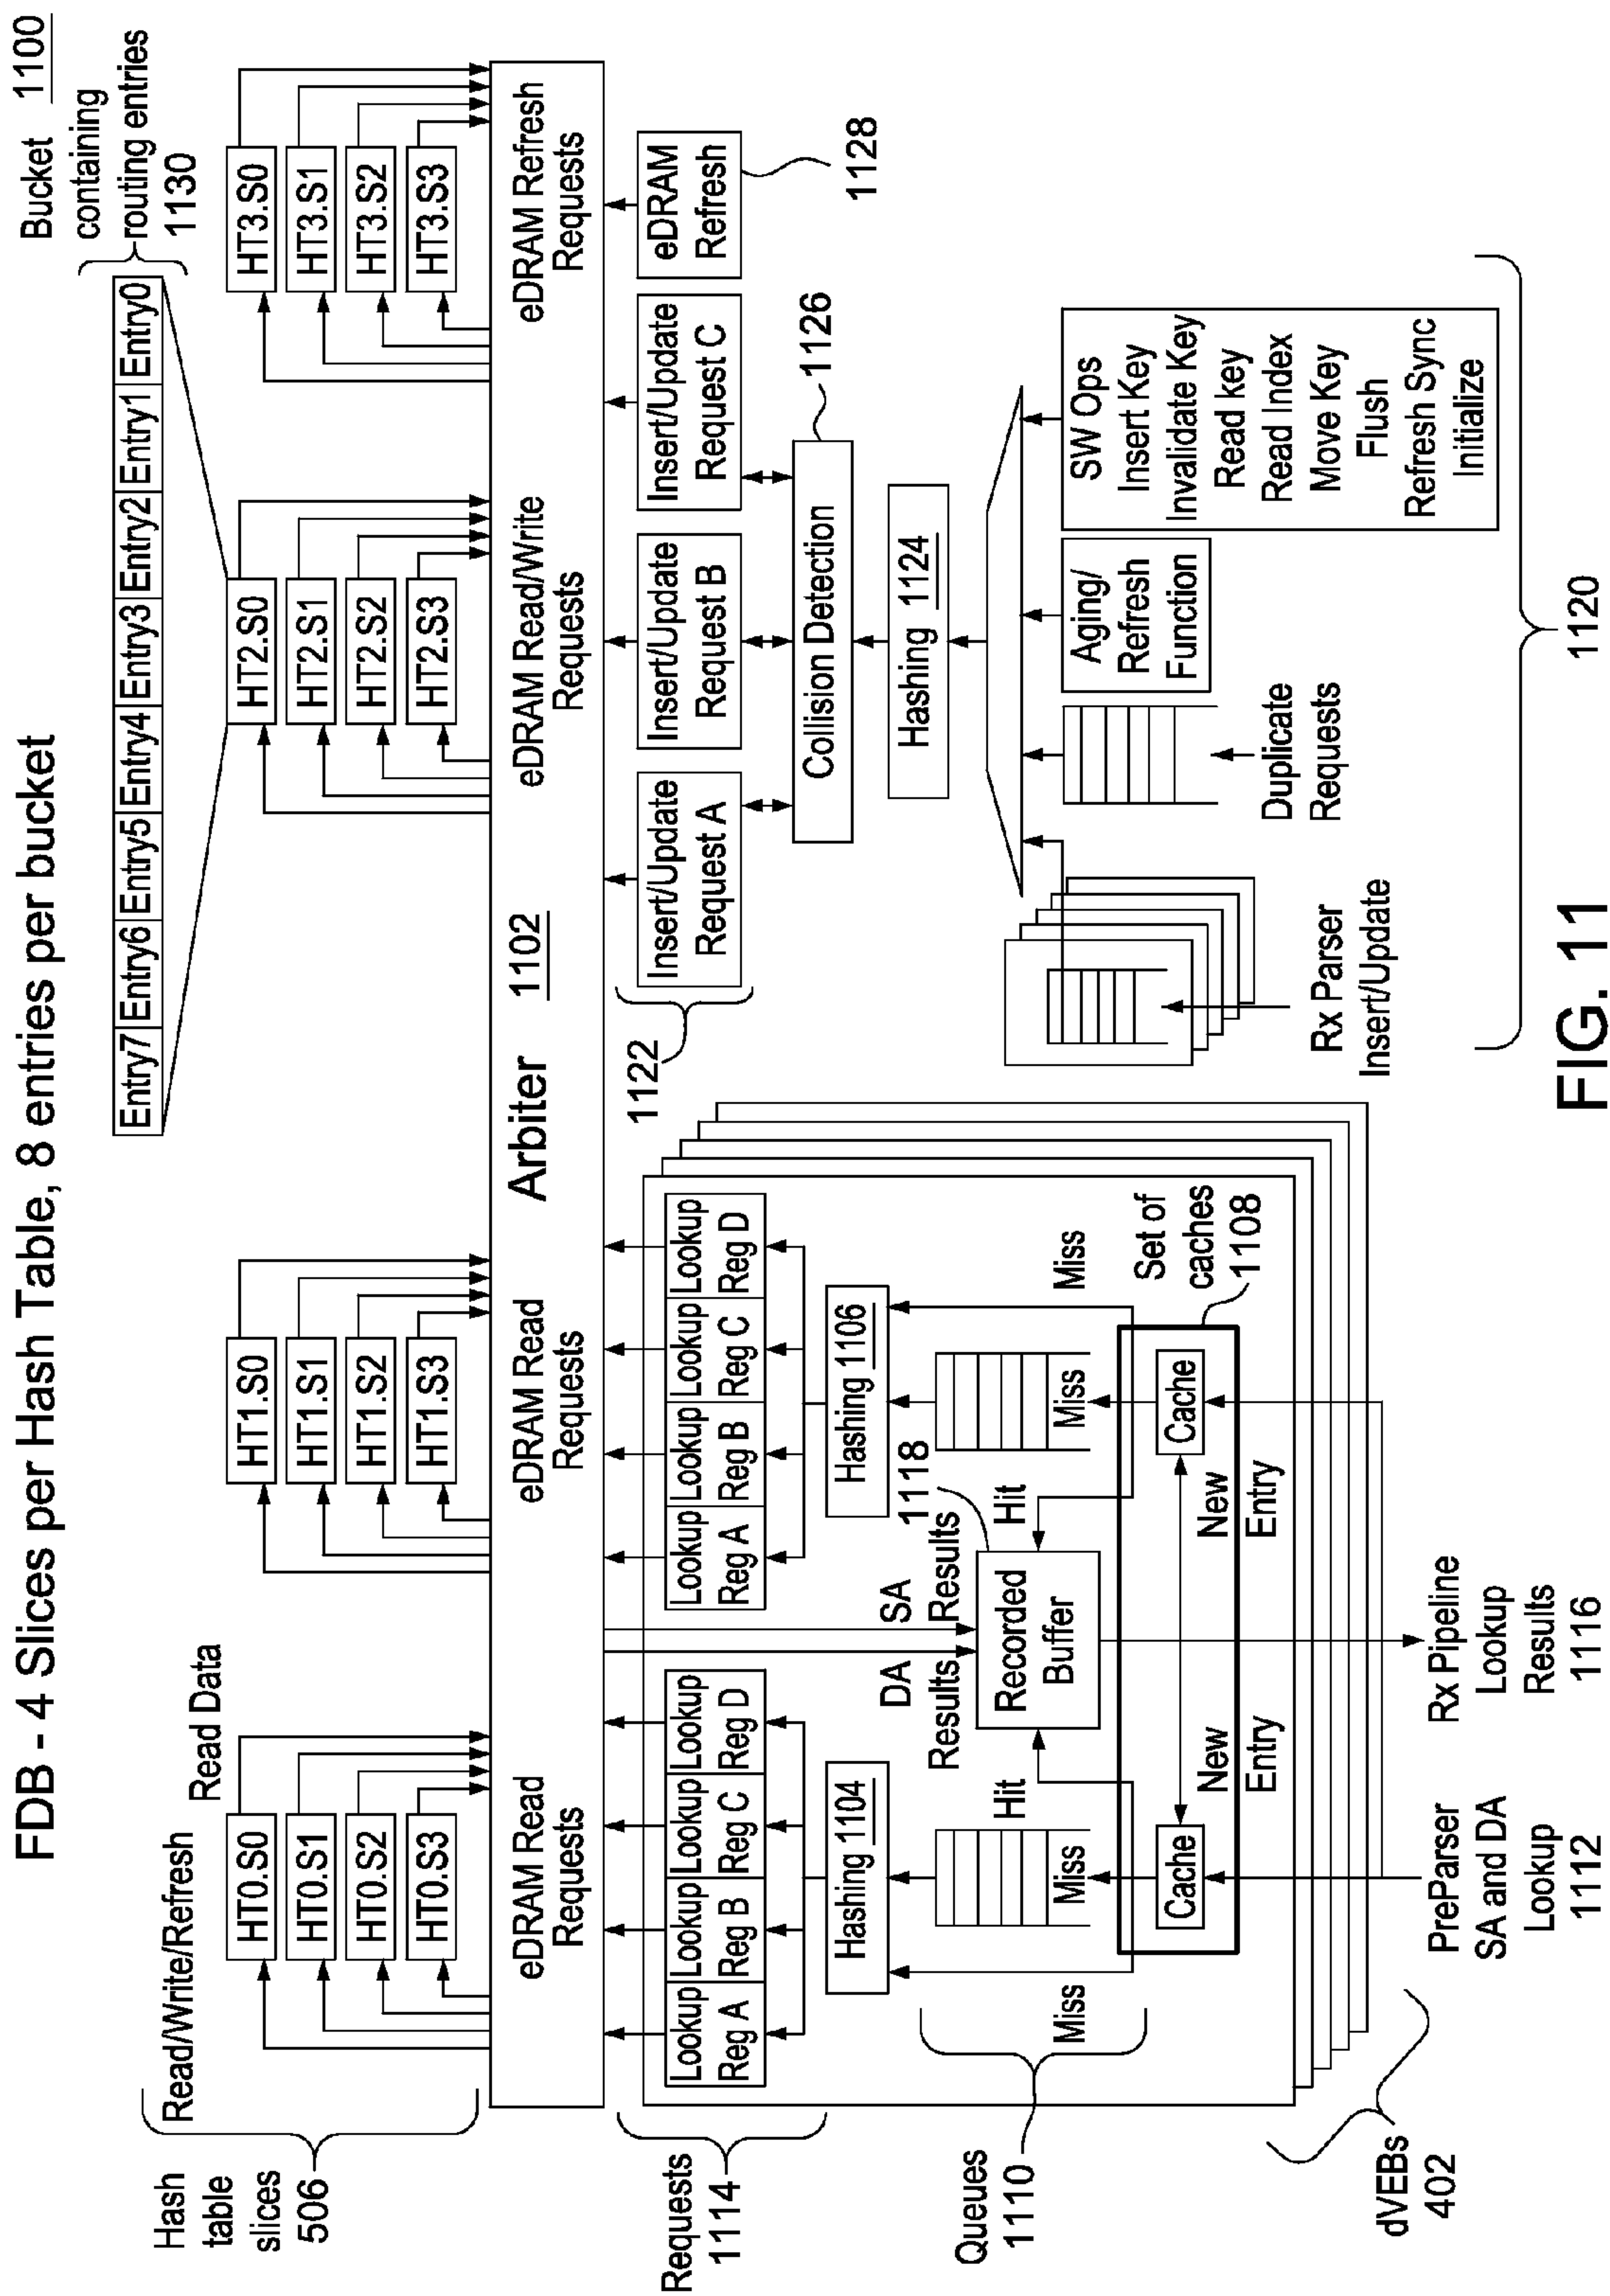 FDB - 4 Slices per Hash Table, 8 entries per bucket
1100
Entry7
Entry6
Entry5
Entry4
Entry3
Entry2
Entry1
Entry0
Bucket
containing
routing entries
1130
Hash
table
slices
506
Read/Write/Refresh
Read Data
HT0.S0
HT0.S1
HT0.S2
HT0.S3
HT1.S0
HT1.S1
HT1.S2
HT1.S3
HT2.S0
HT2.S1
HT2.S2
HT2.S3
HT3.S0
HT3.S1
HT3.S2
HT3.S3
eDRAM Read
Requests
eDRAM Read
Requests
Arbiter 1102
eDRAM Read/Write
Requests
eDRAM Refresh
Requests
Requests
1114
Lookup
Reg A
Lookup
Reg B
Lookup
Reg C
Lookup
Reg D
Lookup
Reg A
Lookup
Reg B
Lookup
Reg C
Lookup
Reg D
Hashing 1104
DA
Results
SA
Results
1118
Hashing 1106
Queues
1110
Miss
Miss
Hit
Recorded
Buffer
Hit
Miss
Miss
Cache
New
Entry
New
Entry
Cache
Set of
caches
1108
dVEBs
402
PreParser
SA and DA
Lookup
1112
Rx Pipeline
Lookup
Results
1116
1122
Insert/Update
Request A
Insert/Update
Request B
Insert/Update
Request C
eDRAM
Refresh
1128
Collision Detection
1126
Hashing 1124
Rx Parser
Insert/Update
Duplicate
Requests
Aging/
Refresh
Function
SW Ops
Insert Key
Invalidate Key
Read key
Read Index
Move Key
Flush
Refresh Sync
Initialize
1120
FIG. 11